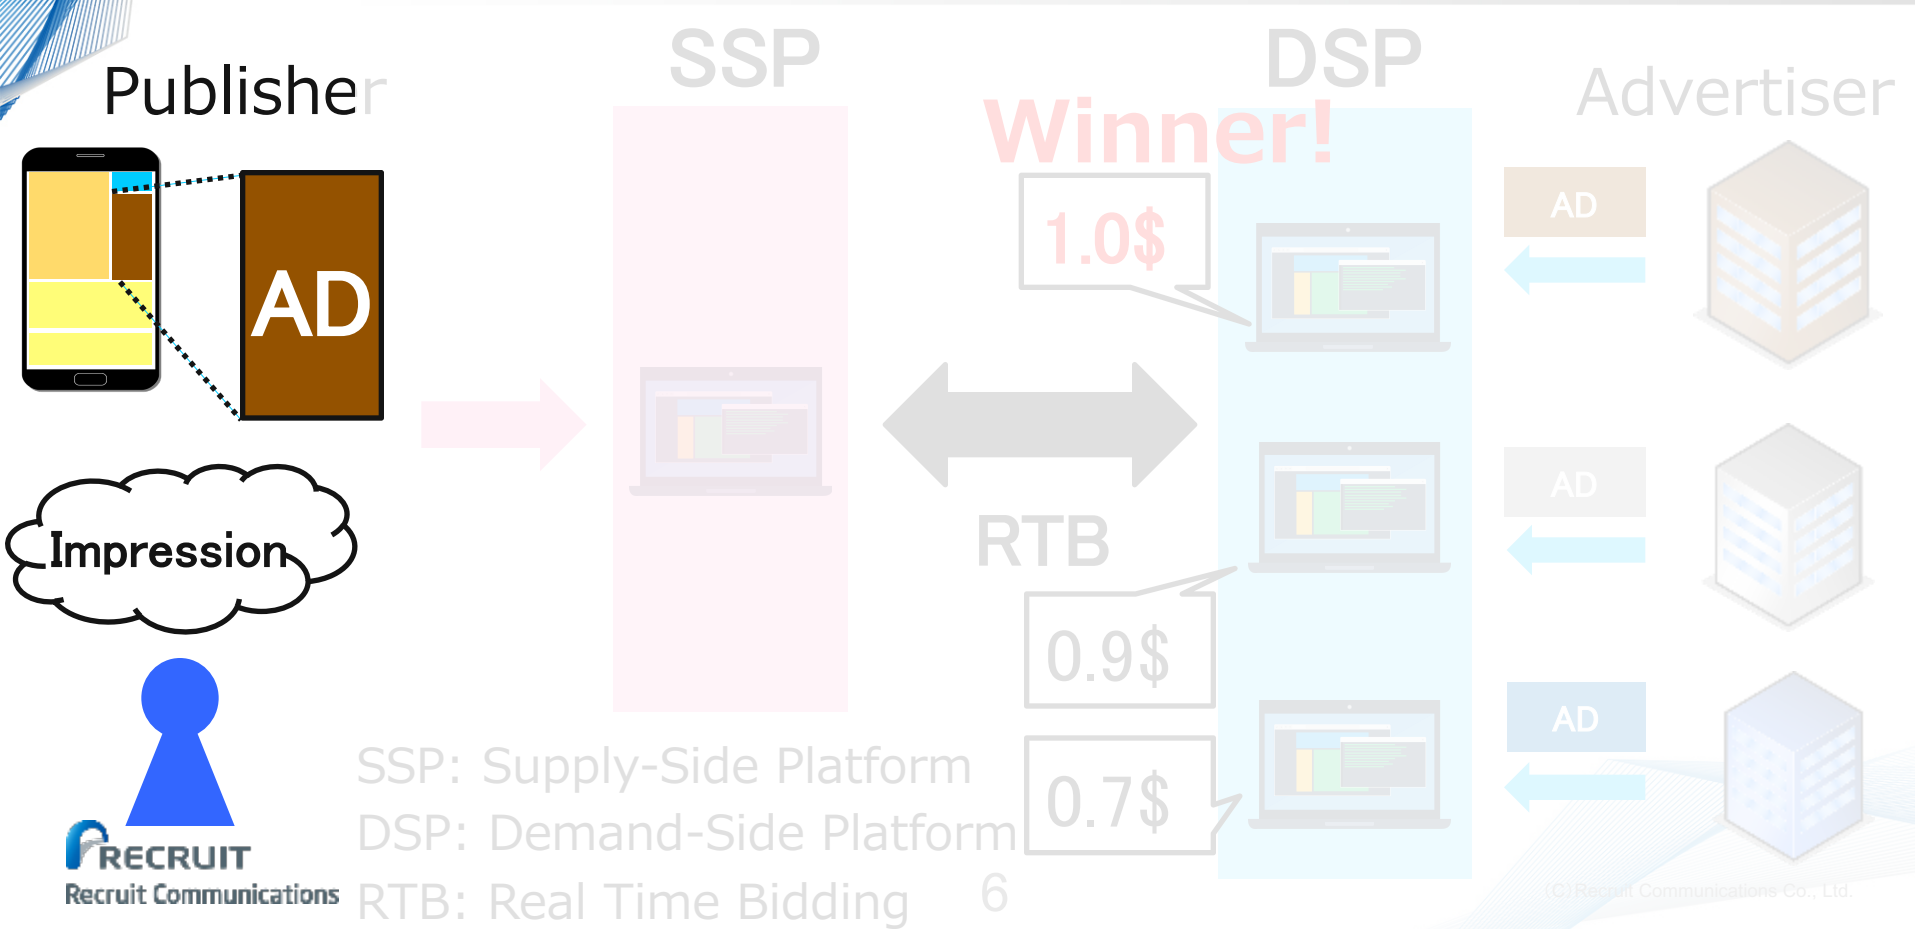 Publisher
SSP
DSP
Advertiser
Winner!
1.0$
AD
AD
AD
AD
Impression
RTB
0.9$
0.7$
SSP: Supply-Side Platform
DSP: Demand-Side Platform
RTB: Real Time Bidding
RECRUIT
Recruit Communications
6
(C)Recruit Communications Co., Ltd.